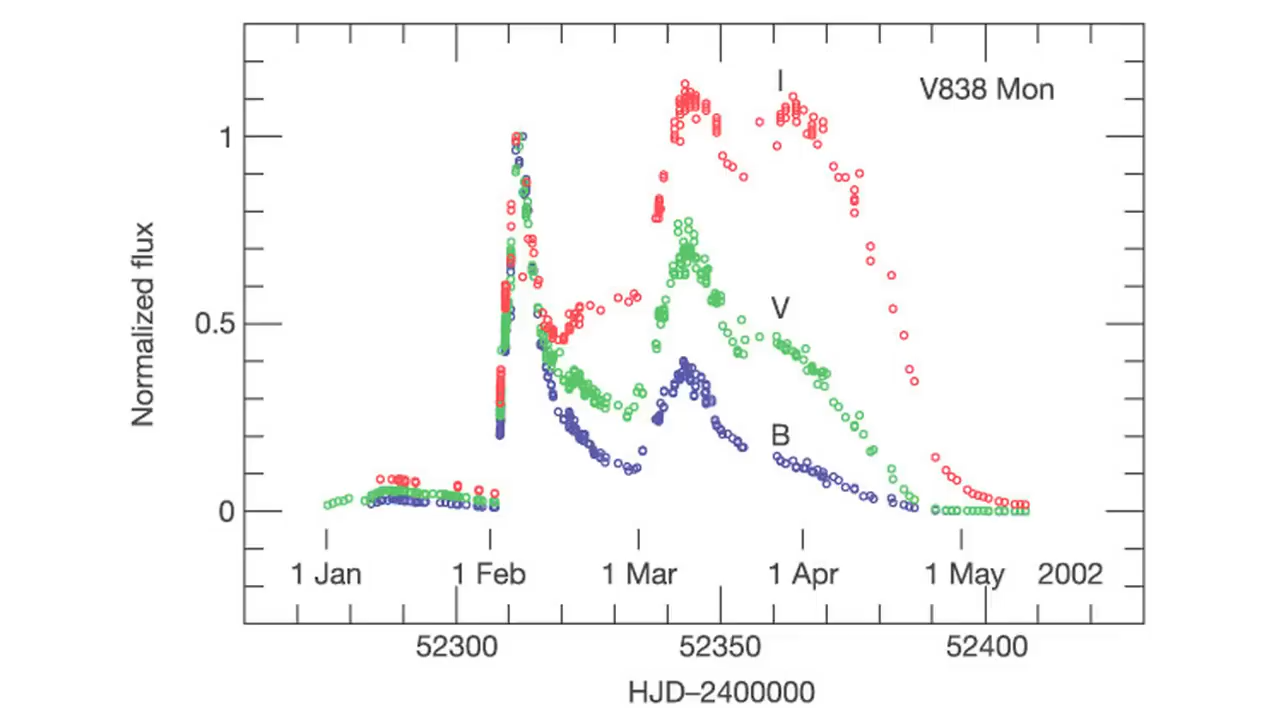 V838 Mon
I
V
B
Normalized flux
1
0.5
0
1 Jan 1 Feb 1 Mar 1 Apr 1 May 2002
52300 52350 52400
HJD–2400000